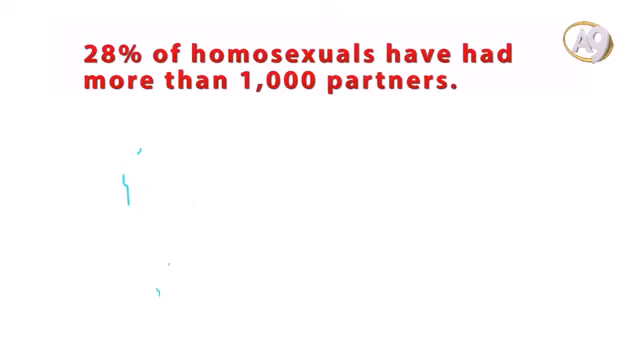 A9
28% of homosexuals have had
more than 1,000 partners.